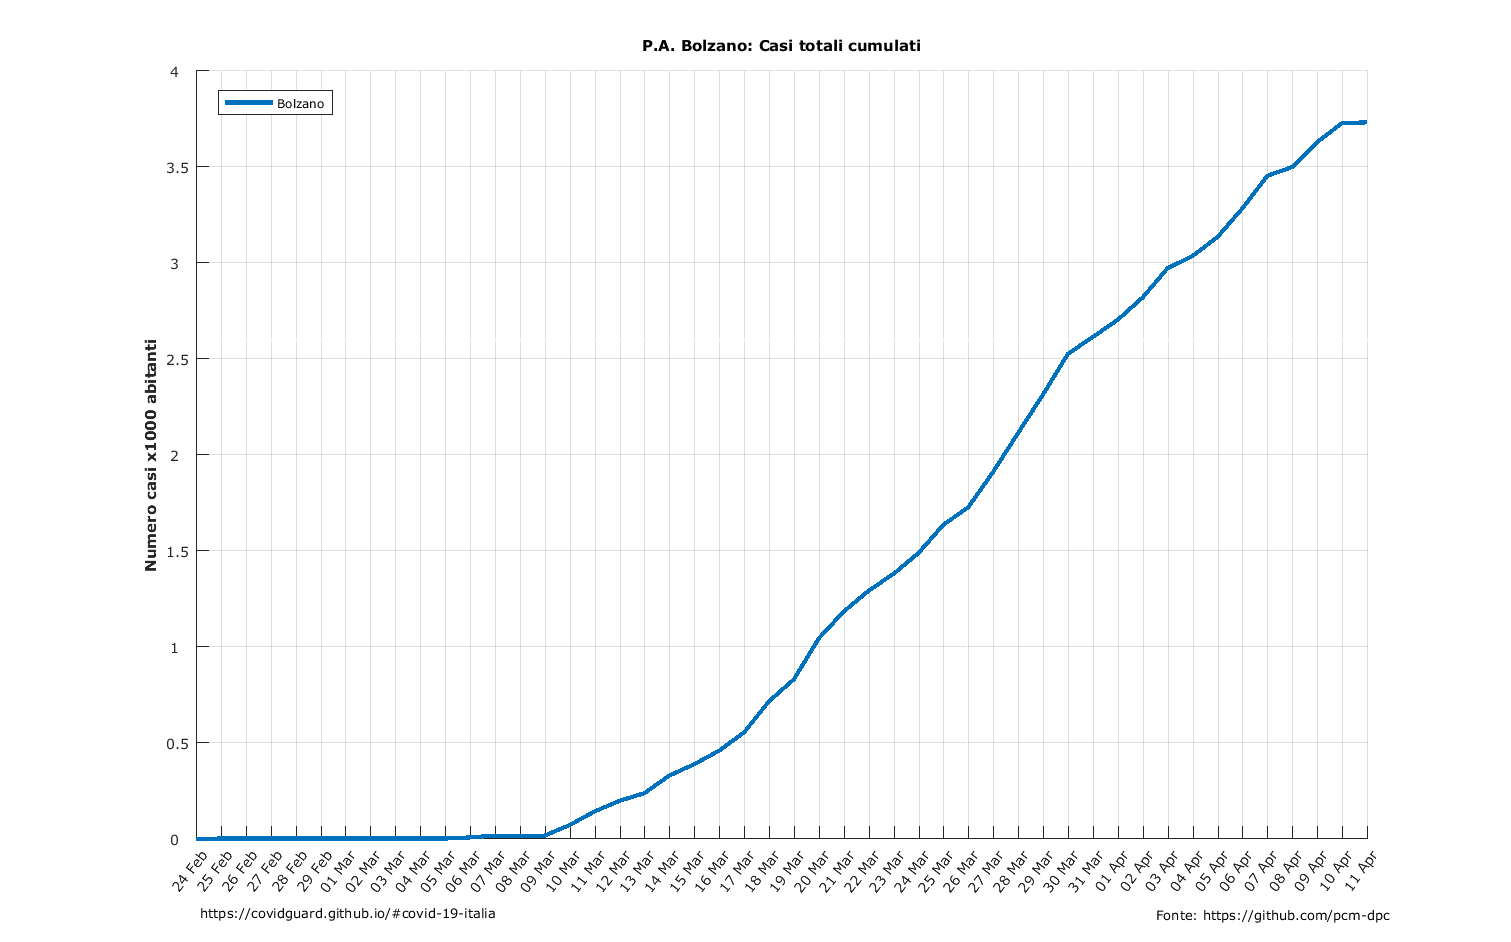 P.A. Bolzano: Casi totali cumulati
Bolzano
Numero casi x1000 abitanti
4
3.5
3
2.5
2
1.5
1
0.5
0
24 Feb
25 Feb
26 Feb
27 Feb
28 Feb
29 Feb
01 Mar
02 Mar
03 Mar
04 Mar
05 Mar
06 Mar
07 Mar
08 Mar
09 Mar
10 Mar
11 Mar
12 Mar
13 Mar
14 Mar
15 Mar
16 Mar
17 Mar
18 Mar
19 Mar
20 Mar
21 Mar
22 Mar
23 Mar
24 Mar
25 Mar
26 Mar
27 Mar
28 Mar
29 Mar
30 Mar
31 Mar
01 Apr
02 Apr
03 Apr
04 Apr
05 Apr
06 Apr
07 Apr
08 Apr
09 Apr
10 Apr
11 Apr
https://covidguard.github.io/#covid-19-italia
Fonte: https://github.com/pcm-dpc